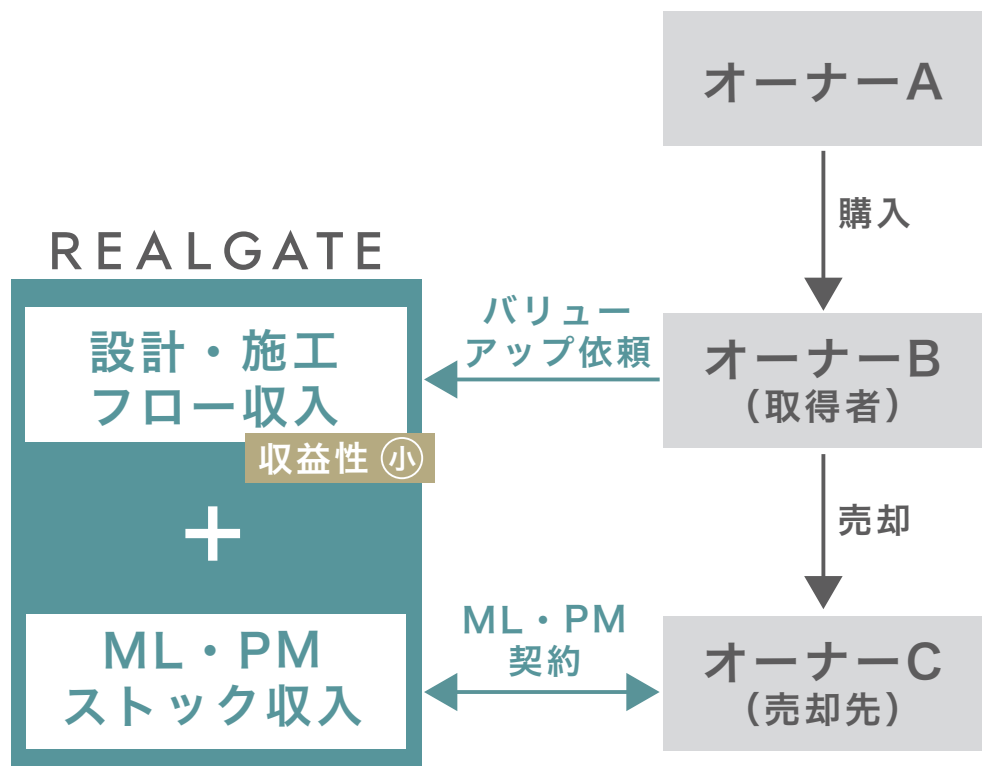 オーナーA
購入
REALGATE
バリュー
アップ依頼
設計・施工
フロー収入
オーナーB
（取得者）
収益性 小
+
売却
ML・PM
契約
ML・PM
ストック収入
オーナーC
（売却先）